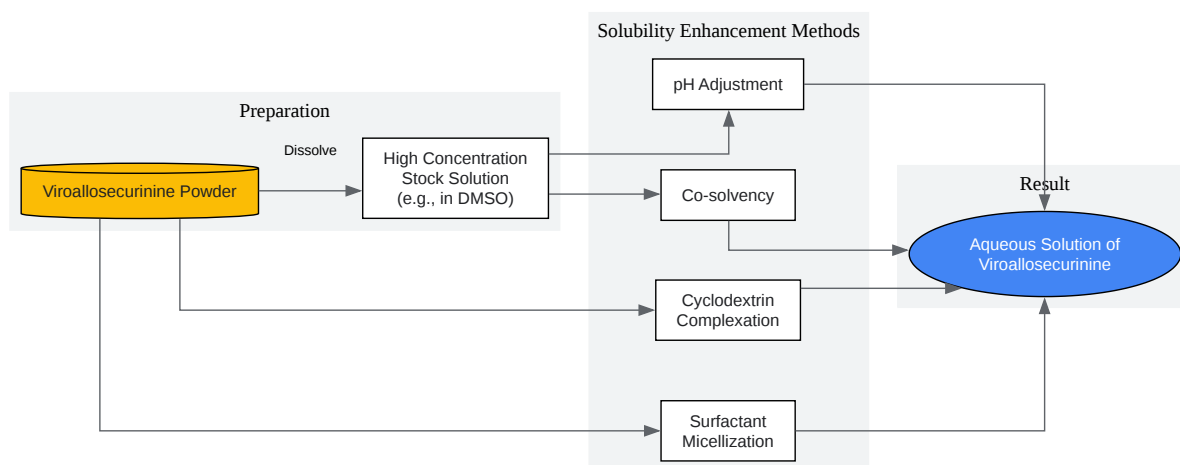 Solubility Enhancement Methods
pH Adjustment
Preparation
Dissolve
High Concentration
Stock Solution
(e.g., in DMSO)
Viroallosecurinine Powder
Co-solvency
Result
Aqueous Solution of
Viroallosecurinine
Cyclodextrin
Complexation
Surfactant
Micellization